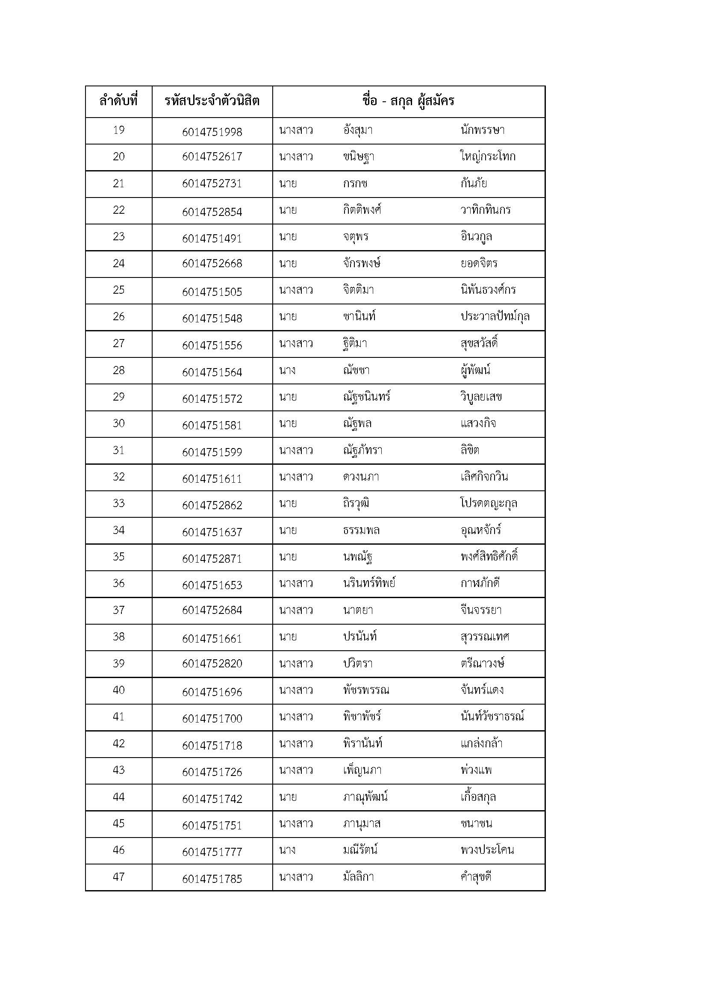 ลำดับที่ รหัสประจำตัวนิสิต ชื่อ - สกุล ผู้สมัคร
19 6014751998 นางสาว อังสุมา นักพรรษา
20 6014752617 นางสาว ขนิษฐา ใหญ่กระโทก
21 6014752731 นาย กรกช กันภัย
22 6014752854 นาย กิตติพงศ์ วาทิกทินกร
23 6014751491 นาย จตุพร อินวกูล
24 6014752668 นาย จักรพงษ์ ยอดจิตร
25 6014751505 นางสาว จิตติมา นิพันธวงศ์กร
26 6014751548 นาย ชานินท์ ประวาลปัทม์กุล
27 6014751556 นางสาว ฐิติมา สุขสวัสดิ์
28 6014751564 นาง ณัชชา ผู้พัฒน์
29 6014751572 นาย ณัฐชนินทร์ วิบูลยเสข
30 6014751581 นาย ณัฐพล แสวงกิจ
31 6014751599 นางสาว ณัฐภัทรา ลิขิต
32 6014751611 นางสาว ดวงนภา เลิศกิจกวิน
33 6014752862 นาย ถิรวุฒิ โปรดตญะกุล
34 6014751637 นาย ธรรมพล อุณหจักร์
35 6014752871 นาย นพณัฐ พงศ์สิทธิศักดิ์
36 6014751653 นางสาว นรินทร์ทิพย์ กาฬภักดี
37 6014752684 นางสาว นาตยา จีนจรรยา
38 6014751661 นาย ปรนันท์ สุวรรณเทศ
39 6014752820 นางสาว ปวิตรา ตรีณาวงษ์
40 6014751696 นางสาว พัชรพรรณ จันทร์แดง
41 6014751700 นางสาว พิชาพัชร์ นันท์วัชราธรณ์
42 6014751718 นางสาว พิรานันท์ แกล่งกล้า
43 6014751726 นางสาว เพ็ญนภา พ่วงแพ
44 6014751742 นาย ภาณุพัฒน์ เกื้อสกุล
45 6014751751 นางสาว ภานุมาส ชนาชน
46 6014751777 นาง มณีรัตน์ พวงประโคน
47 6014751785 นางสาว มัลลิกา คำสุขดี